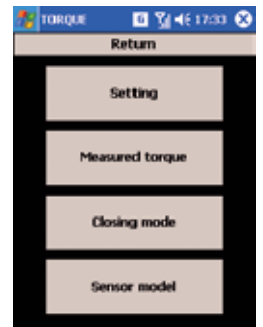 TORQUE 17:33
Return
Setting
Measured torque
Closing mode
Sensor model